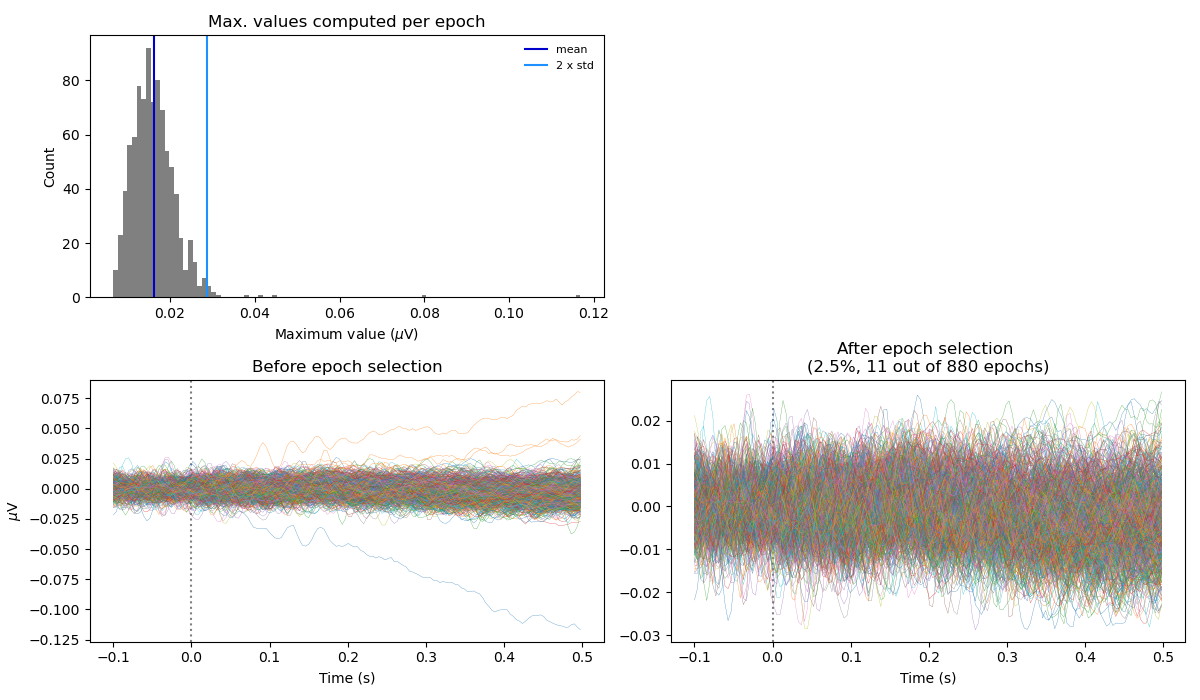 Max. values computed per epoch
mean
2 x std
Count
80
60
40
20
0
0.02 0.04 0.06 0.08 0.10 0.12
Maximum value (μV)
Before epoch selection
μV
0.075
0.050
0.025
0.000
−0.025
−0.050
−0.075
−0.100
−0.125
−0.1 0.0 0.1 0.2 0.3 0.4 0.5
Time (s)
After epoch selection
(2.5%, 11 out of 880 epochs)
0.02
0.01
0.00
−0.01
−0.02
−0.03
−0.1 0.0 0.1 0.2 0.3 0.4 0.5
Time (s)